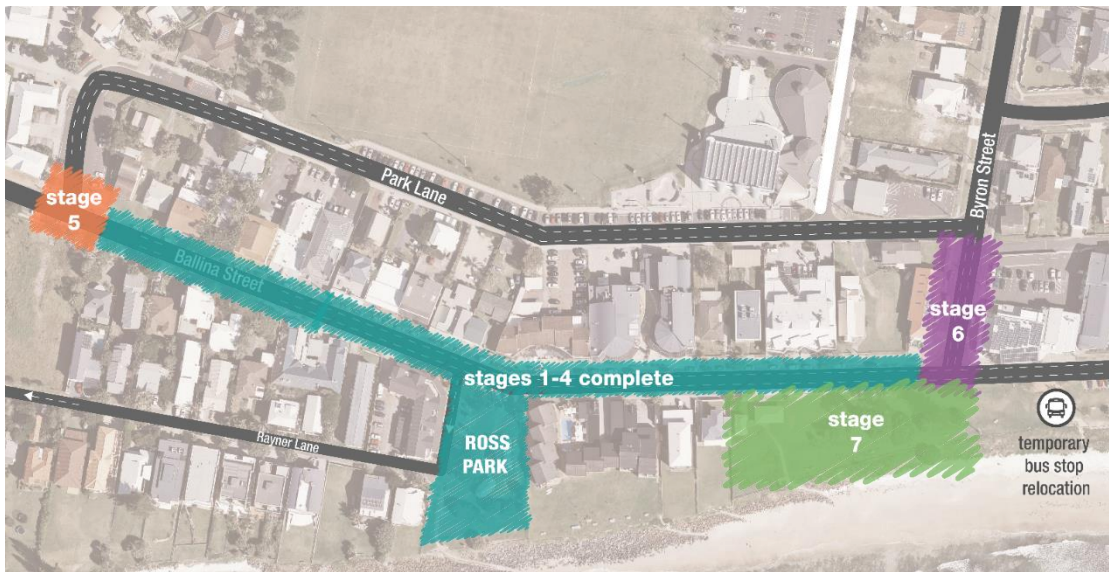 stage
5
Park Lane
Byron Street
Ballina Street
stage
6
stages 1-4 complete
stage
7
ROSS
PARK
Rayner Lane
temporary
bus stop
relocation